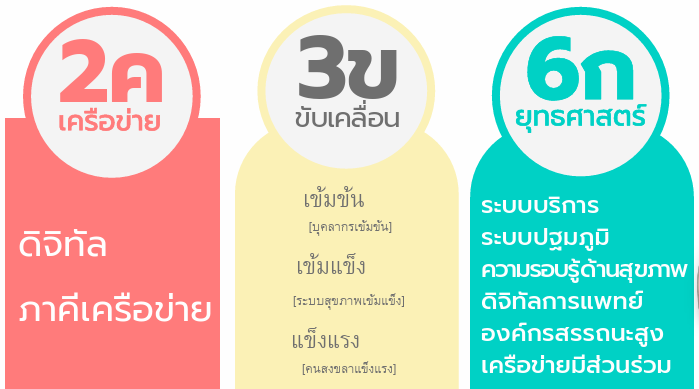 2ค
เครือข่าย
ดิจิทัล
ภาคีเครือข่าย
3ข
ขับเคลื่อน
เข้มข้น
[บุคลากรเข้มข้น]
เข้มแข็ง
[ระบบสุขภาพเข้มแข็ง]
แข็งแรง
[คนสงขลาแข็งแรง]
6ก
ยุทธศาสตร์
ระบบบริการ
ระบบปฐมภูมิ
ความรอบรู้ด้านสุขภาพ
ดิจิทัลการแพทย์
องค์กรสรรถนะสูง
เครือข่ายมีส่วนร่วม